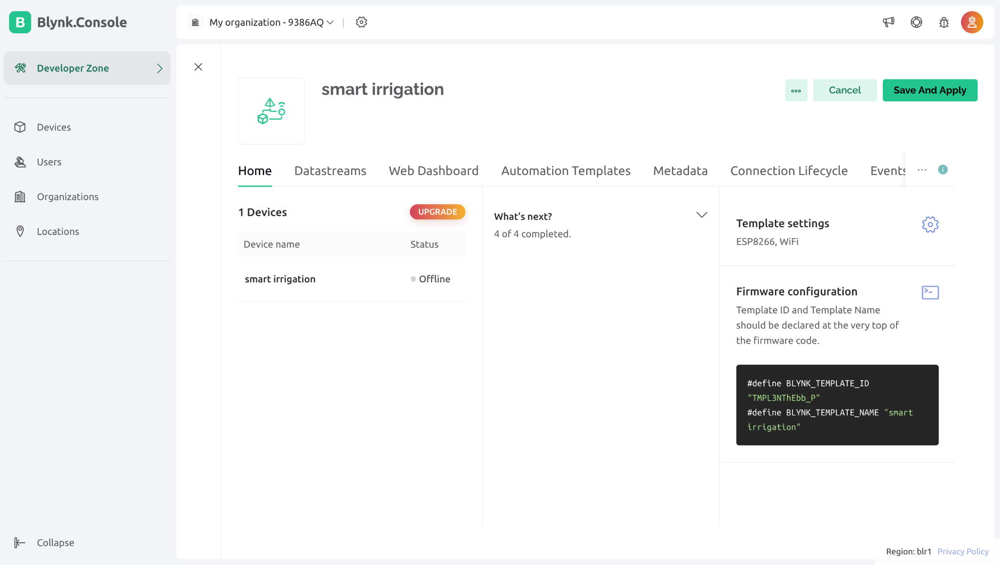 B Blynk.Console
My organization - 9386AQ
Developer Zone
Devices
Users
Organizations
Locations
Collapse
smart irrigation
Cancel
Save And Apply
Home Datastreams Web Dashboard Automation Templates Metadata Connection Lifecycle Events
1 Devices
UPGRADE
Device name Status
smart irrigation Offline
What's next?
4 of 4 completed.
Template settings
ESP8266, WiFi
Firmware configuration
Template ID and Template Name
should be declared at the very top of
the firmware code.
#define BLYNK_TEMPLATE_ID
"TMPL3NThEbb_P"
#define BLYNK_TEMPLATE_NAME "smart
irrigation"
Region: blr1 Privacy Policy